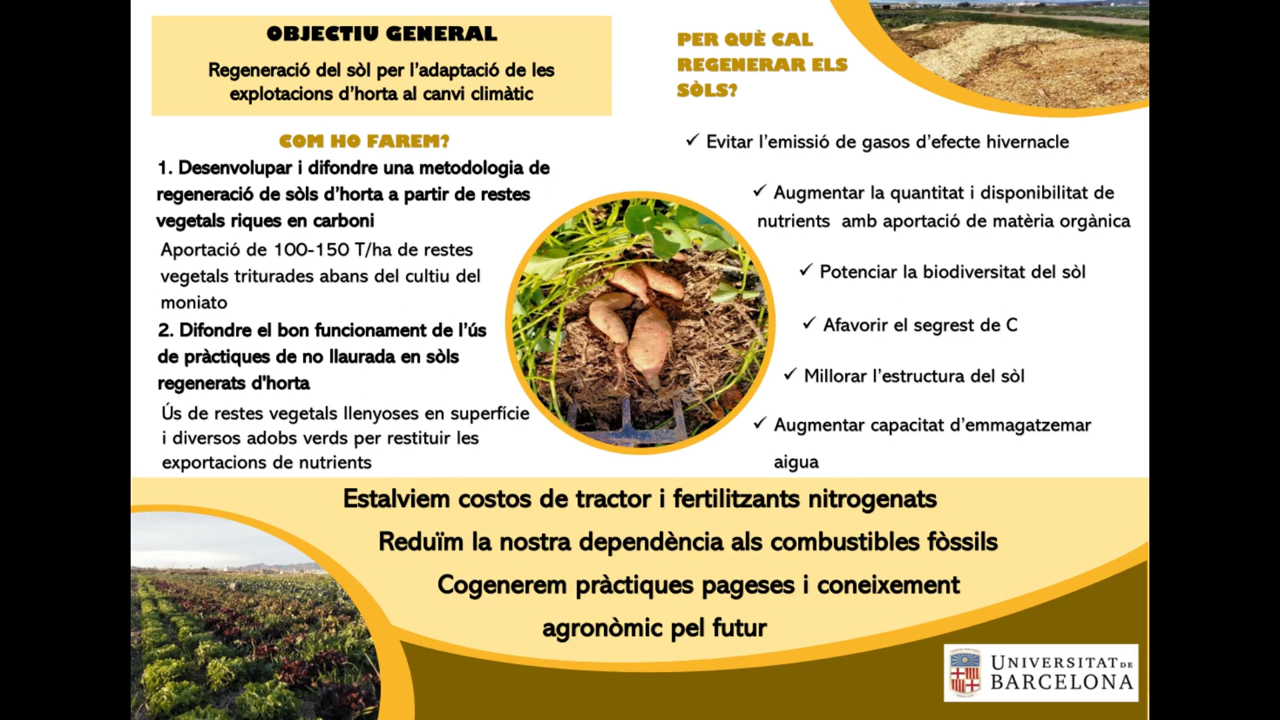 OBJECTIU GENERAL
Regeneració del sòl per l'adaptació de les
explotacions d'horta al canvi climàtic
COM HO FAREM?
1. Desenvolupar i difondre una metodologia de
regeneració de sòls d'horta a partir de restes
vegetals riques en carboni
Aportació de 100-150 T/ha de restes
vegetals triturades abans del cultiu del
moniato
2. Difondre el bon funcionament de l'ús
de pràctiques de no llaurada en sòls
regenerats d'horta
Ús de restes vegetals llenyoses en superfície
i diversos adobs verds per restituir les
exportacions de nutrients
PER QUÈ CAL
REGENERAR ELS
SÒLS?
✓ Evitar l'emissió de gasos d'efecte hivernacle
✓ Augmentar la quantitat i disponibilitat de
nutrients amb aportació de matèria orgànica
✓ Potenciar la biodiversitat del sòl
✓ Afavorir el segrest de C
✓ Millorar l'estructura del sòl
✓ Augmentar capacitat d'emmagatzemar
aigua
Estalviem costos de tractor i fertilitzants nitrogenats
Reduïm la nostra dependència als combustibles fòssils
Cogenerem pràctiques pageses i coneixement
agronòmic pel futur
UNIVERSITAT DE
BARCELONA